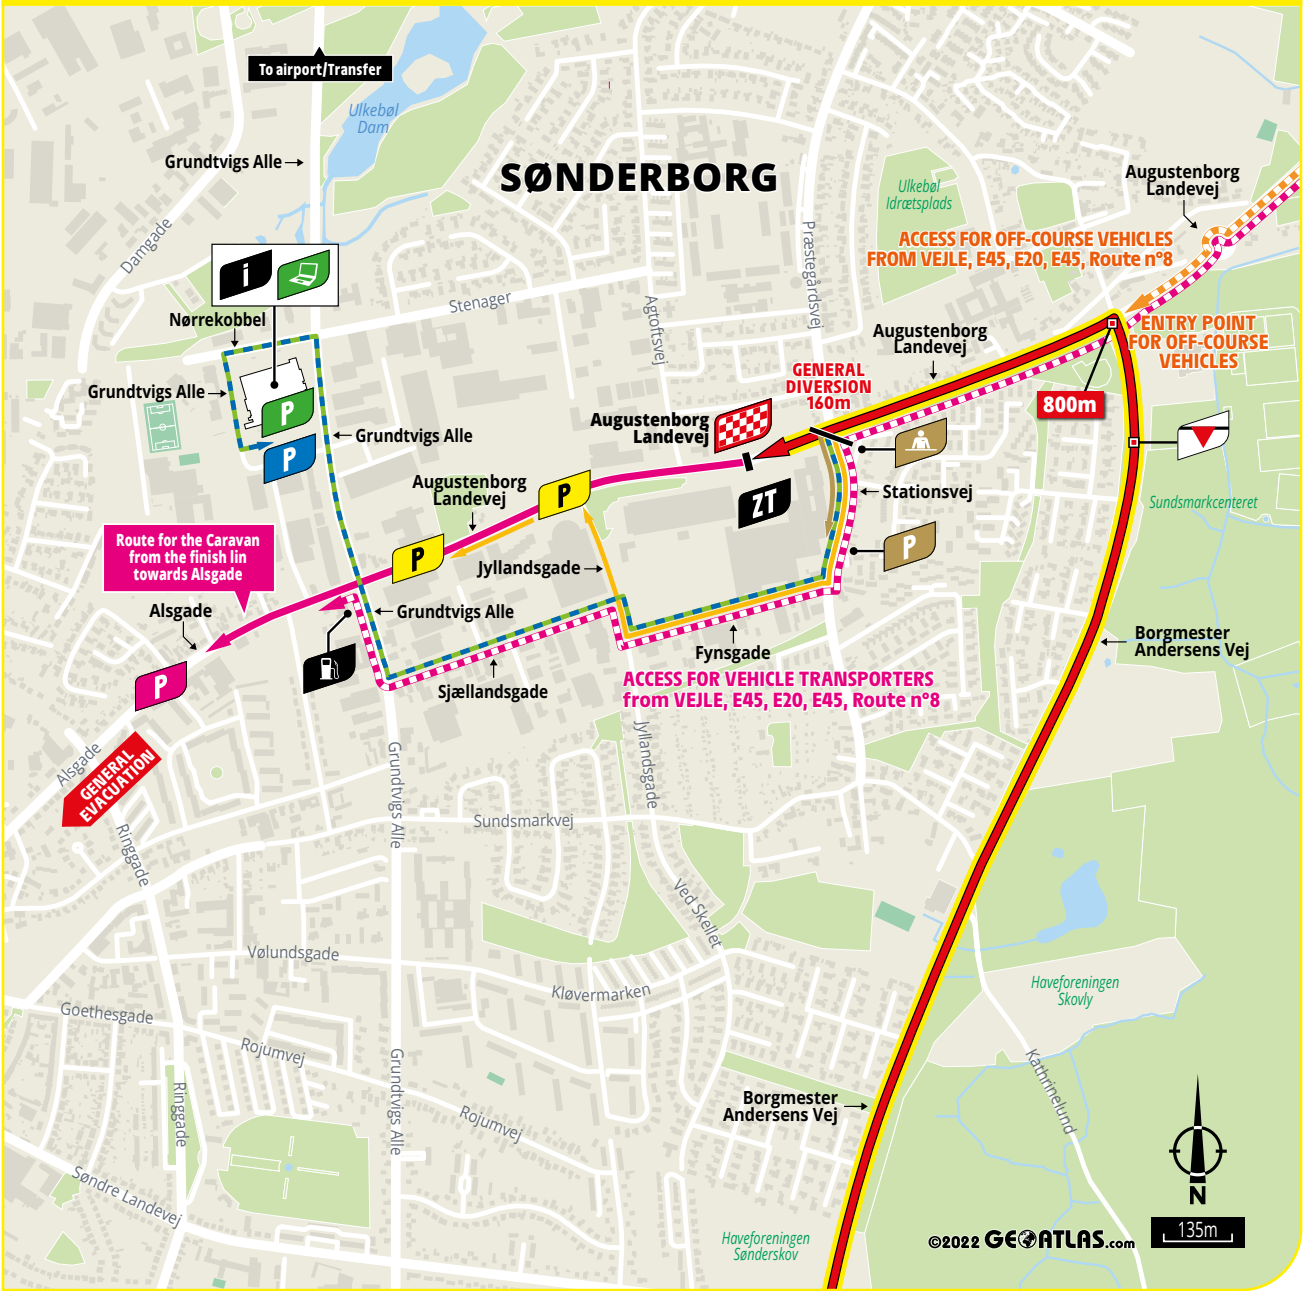 To airport/Transfer
Ulkebøl
Dam
Grundtvigs Alle
SØNDERBORG
Ulkebøl
Idrætsplads
Augustenborg
Landevej
Damgade
Præstegårdsvej
ACCESS FOR OFF-COURSE VEHICLES
FROM VEJLE, E45, E20, E45, Route n°8
i
Stenager
Agtoftsvej
Nørrekobbel
Augustenborg
Landevej
ENTRY POINT
FOR OFF-COURSE
VEHICLES
GENERAL
DIVERSION
160m
Grundtvigs Alle
800m
P
Augustenborg
Landevej
Grundtvigs Alle
P
Augustenborg
Landevej
P
ZT
Stationsvej
Sundsmarkcenteret
Route for the Caravan
from the finish lin
towards Alsgade
P
P
Jyllandsgade
Alsgade
Grundtvigs Alle
Borgmester
Andersens Vej
Fynsgade
P
Sjællandsgade
ACCESS FOR VEHICLE TRANSPORTERS
from VEJLE, E45, E20, E45, Route n°8
Alsgade
GENERAL
EVACUATION
Grundtvigs Alle
Jyllandsgade
Sundsmarkvej
Ringgade
Ved Skellet
Vølundsgade
Kløvermarken
Haveforeningen
Skovly
Goethesgade
Rojumvej
Grundtvigs Alle
Kathrinelund
Ringgade
Rojumvej
Borgmester
Andersens Vej
Søndre Landevej
N
Haveforeningen
Sønderskov
©2022 GEOATLAS.com
135m